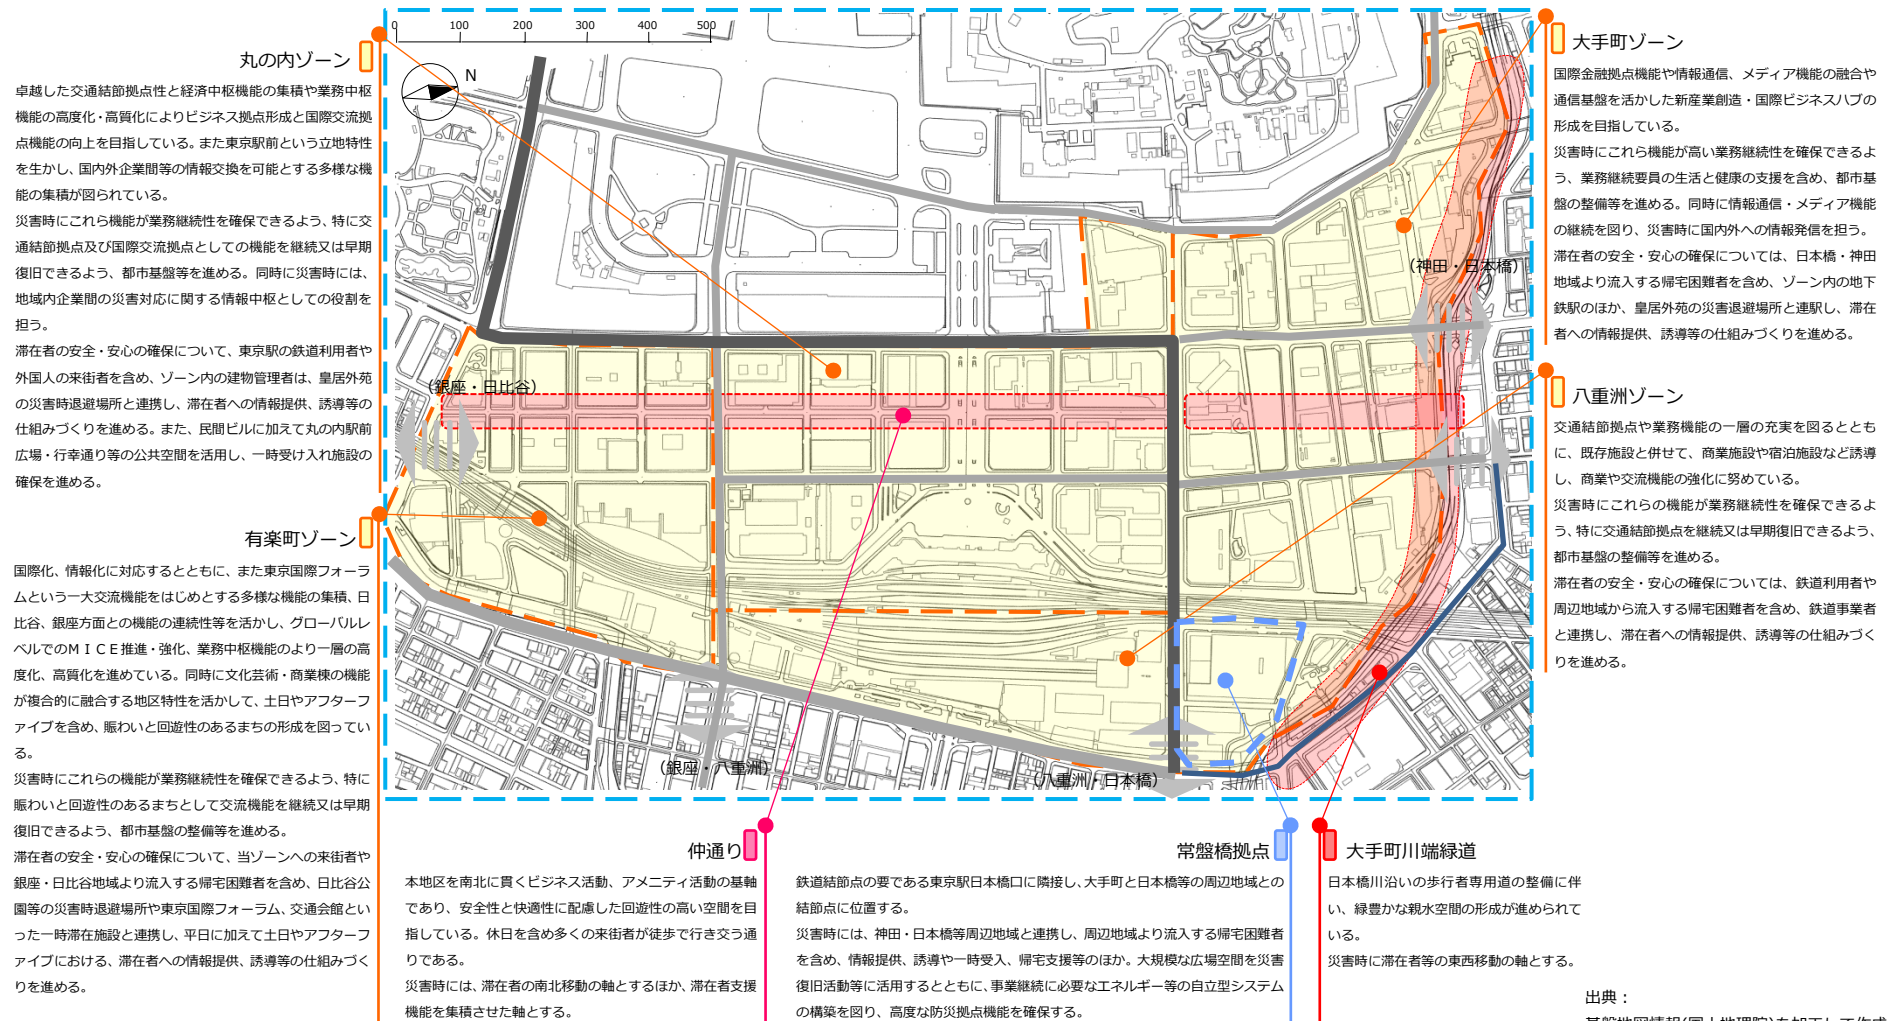 丸の内ゾーン
卓越した交通結節拠点性と経済中枢機能の集積や業務中枢
機能の高度化・高質化によりビジネス拠点形成と国際交流拠
点機能の向上を目指している。また東京駅前という立地特性
を生かし、国内外企業間等の情報交換を可能とする多様な機
能の集積が図られている。
災害時にこれら機能が業務継続性を確保できるよう、特に交
通結節拠点及び国際交流拠点としての機能を継続又は早期
復旧できるよう、都市基盤等を進める。同時に災害時には、
地域内企業間の災害対応に関する情報中枢としての役割を
担う。
滞在者の安全・安心の確保について、東京駅の鉄道利用者や
外国人の来街者を含め、ゾーン内の建物管理者は、皇居外苑
の災害時退避場所と連携し、滞在者への情報提供、誘導等の
仕組みづくりを進める。また、民間ビルに加えて丸の内駅前
広場・行幸通り等の公共空間を活用し、一時受け入れ施設の
確保を進める。
有楽町ゾーン
国際化、情報化に対応するとともに、また東京国際フォーラ
ムという一大交流機能をはじめとする多様な機能の集積、日
比谷、銀座方面との機能の連続性等を活かし、グローバルレ
ベルでのＭＩＣＥ推進・強化、業務中枢機能のより一層の高
度化、高質化を進めている。同時に文化芸術・商業棟の機能
が複合的に融合する地区特性を活かして、土日やアフターフ
ァイブを含め、賑わいと回遊性のあるまちの形成を図ってい
る。
災害時にこれらの機能が業務継続性を確保できるよう、特に
賑わいと回遊性のあるまちとして交流機能を継続又は早期
復旧できるよう、都市基盤の整備等を進める。
滞在者の安全・安心の確保について、当ゾーンへの来街者や
銀座・日比谷地域より流入する帰宅困難者を含め、日比谷公
園等の災害時退避場所や東京国際フォーラム、交通会館とい
った一時滞在施設と連携し、平日に加えて土日やアフターフ
ァイブにおける、滞在者への情報提供、誘導等の仕組みづく
りを進める。
0 100 200 300 400 500
N
（銀座・日比谷）
（神田・日本橋）
（銀座・八重洲）
（八重洲・日本橋）
大手町ゾーン
国際金融拠点機能や情報通信、メディア機能の融合や
通信基盤を活かした新産業創造・国際ビジネスハブの
形成を目指している。
災害時にこれら機能が高い業務継続性を確保できるよ
う、業務継続要員の生活と健康の支援を含め、都市基
盤の整備等を進める。同時に情報通信・メディア機能
の継続を図り、災害時に国内外への情報発信を担う。
滞在者の安全・安心の確保については、日本橋・神田
地域より流入する帰宅困難者を含め、ゾーン内の地下
鉄駅のほか、皇居外苑の災害退避場所と連駅し、滞在
者への情報提供、誘導等の仕組みづくりを進める。
八重洲ゾーン
交通結節拠点や業務機能の一層の充実を図るととも
に、既存施設と併せて、商業施設や宿泊施設など誘導
し、商業や交流機能の強化に努めている。
災害時にこれらの機能が業務継続性を確保できるよ
う、特に交通結節拠点を継続又は早期復旧できるよう、
都市基盤の整備等を進める。
滞在者の安全・安心の確保については、鉄道利用者や
周辺地域から流入する帰宅困難者を含め、鉄道事業者
と連携し、滞在者への情報提供、誘導等の仕組みづく
りを進める。
仲通り
本地区を南北に貫くビジネス活動、アメニティ活動の基軸
であり、安全性と快適性に配慮した回遊性の高い空間を目
指している。休日を含め多くの来街者が徒歩で行き交う通
りである。
災害時には、滞在者の南北移動の軸とするほか、滞在者支援
機能を集積させた軸とする。
常盤橋拠点
鉄道結節点の要である東京駅日本橋口に隣接し、大手町と日本橋等の周辺地域との
結節点に位置する。
災害時には、神田・日本橋等周辺地域と連携し、周辺地域より流入する帰宅困難者
を含め、情報提供、誘導や一時受入、帰宅支援等のほか。大規模な広場空間を災害
復旧活動等に活用するとともに、事業継続に必要なエネルギー等の自立型システム
の構築を図り、高度な防災拠点機能を確保する。
大手町川端緑道
日本橋川沿いの歩行者専用道の整備に伴
い、緑豊かな親水空間の形成が進められて
いる。
災害時に滞在者等の東西移動の軸とする。
出典：
基盤地図情報(国土地理院)を加工して作成